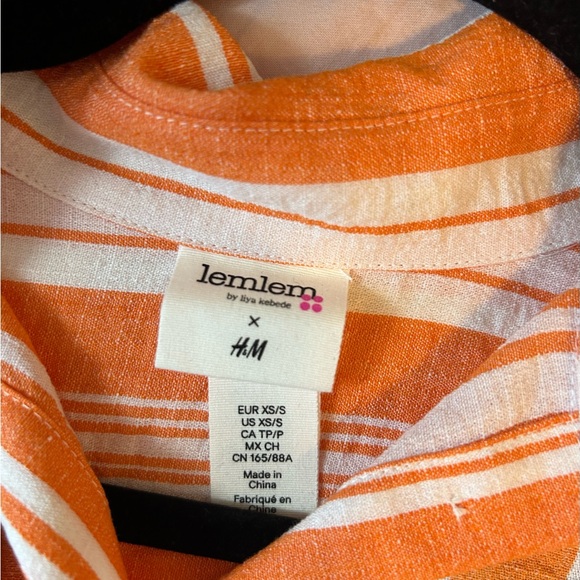 lemlem
by liya kebede
×
H&M
EUR XS/S
US XS/S
CA TP/P
MX CH
CN 165/88A
Made in
China
Fabriqué en
Chine